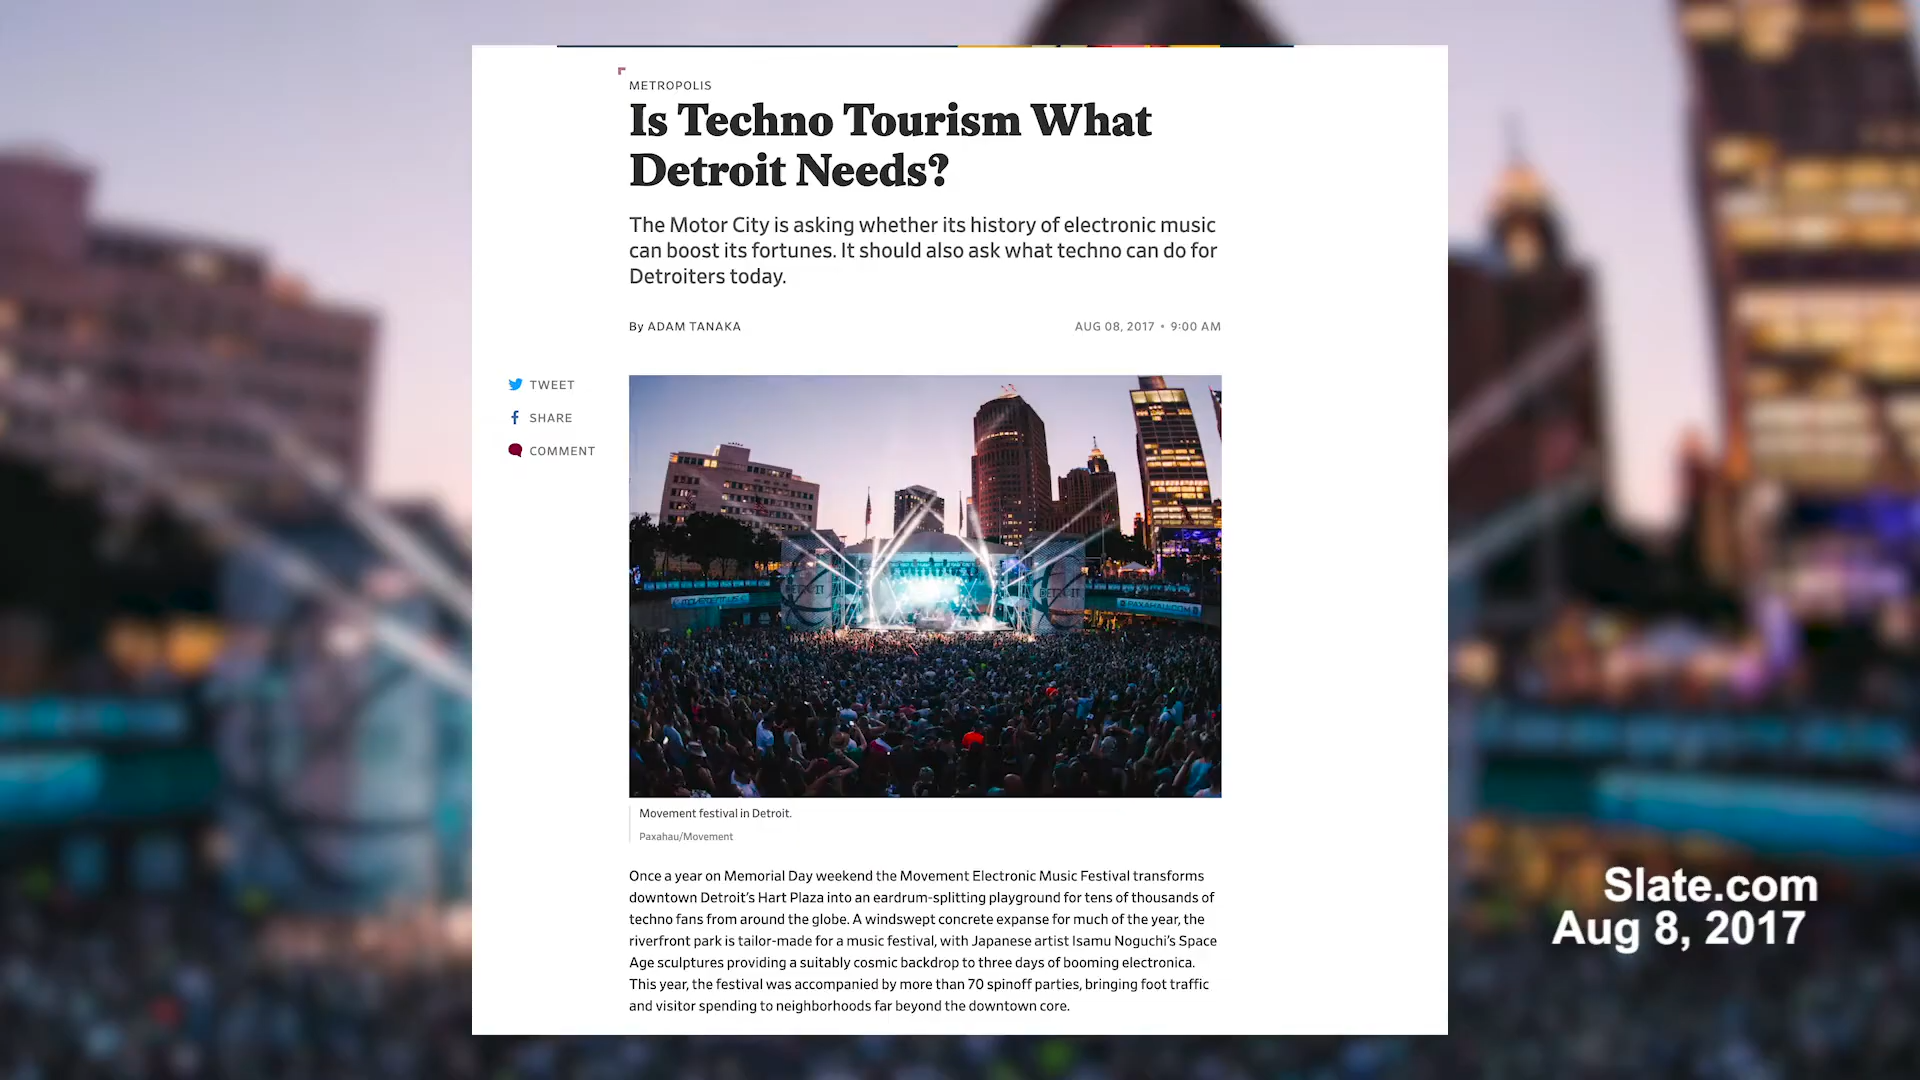 METROPOLIS
Is Techno Tourism What
Detroit Needs?
The Motor City is asking whether its history of electronic music
can boost its fortunes. It should also ask what techno can do for
Detroiters today.
By ADAM TANAKA
AUG 08, 2017 • 9:00 AM
TWEET
SHARE
COMMENT
DETROIT
DETROIT
PAXAHAU.COM
Movement festival in Detroit.
Paxahau/Movement
Once a year on Memorial Day weekend the Movement Electronic Music Festival transforms
downtown Detroit’s Hart Plaza into an eardrum-splitting playground for tens of thousands of
techno fans from around the globe. A windswept concrete expanse for much of the year, the
riverfront park is tailor-made for a music festival, with Japanese artist Isamu Noguchi’s Space
Age sculptures providing a suitably cosmic backdrop to three days of booming electronica.
This year, the festival was accompanied by more than 70 spinoff parties, bringing foot traffic
and visitor spending to neighborhoods far beyond the downtown core.
Slate.com
Aug 8, 2017